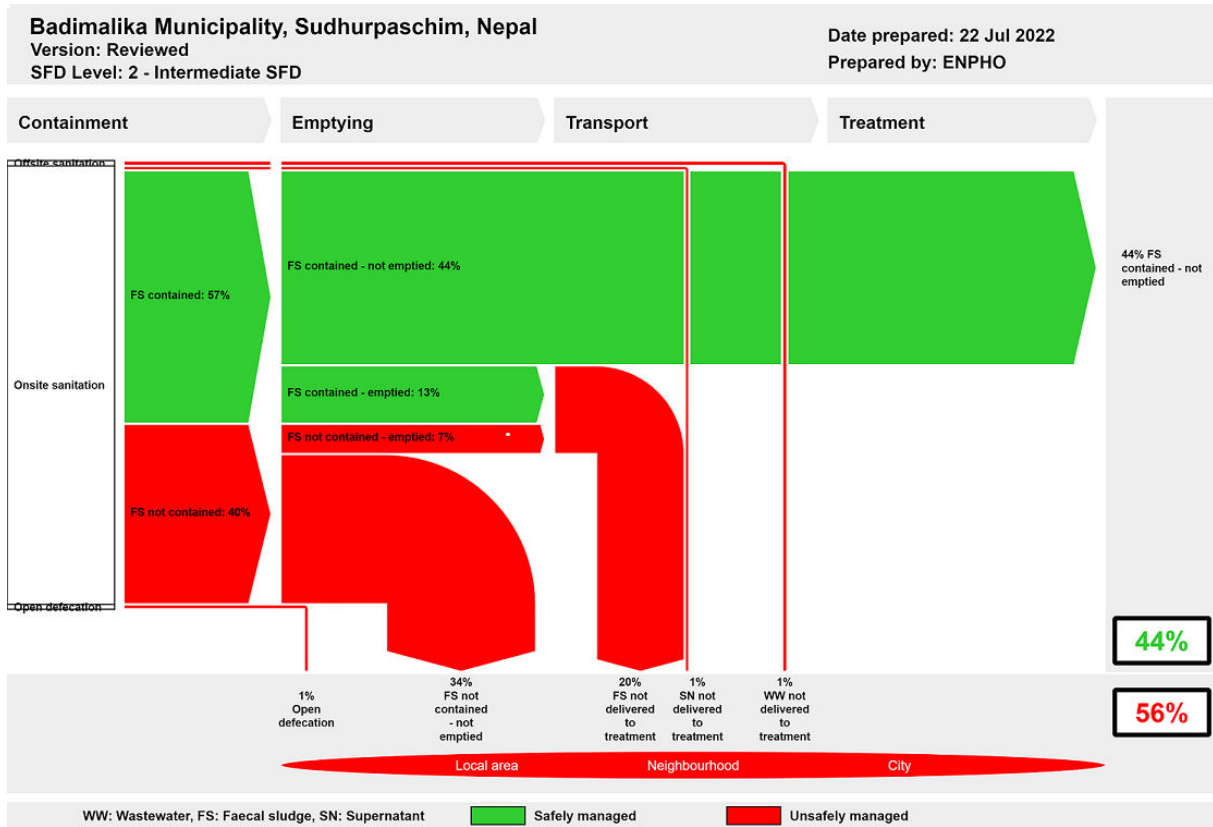 Badimalika Municipality, Sudhurpaschim, Nepal
Version: Reviewed
SFD Level: 2 - Intermediate SFD
Date prepared: 22 Jul 2022
Prepared by: ENPHO
Containment
Emptying
Transport
Treatment
Offsite sanitation
FS contained: 57%
FS contained - not emptied: 44%
44% FS
contained - not
emptied
Onsite sanitation
FS contained - emptied: 13%
FS not contained - emptied: 7%
FS not contained: 40%
Open defecation
44%
56%
1%
Open
defecation
34%
FS not
contained
- not
emptied
20%
FS not
delivered
to
treatment
1%
SN not
delivered
to
treatment
1%
WW not
delivered
to
treatment
Local area
Neighbourhood
City
WW: Wastewater, FS: Faecal sludge, SN: Supernatant
Safely managed
Unsafely managed